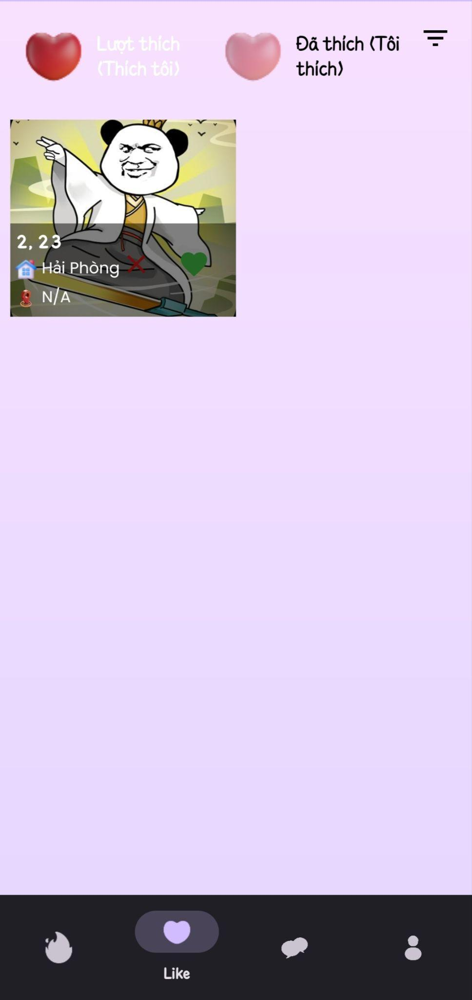 Lượt thích
(Thích tôi)
Đã thích (Tôi
thích)
2, 23
Hải Phòng
N/A
Like